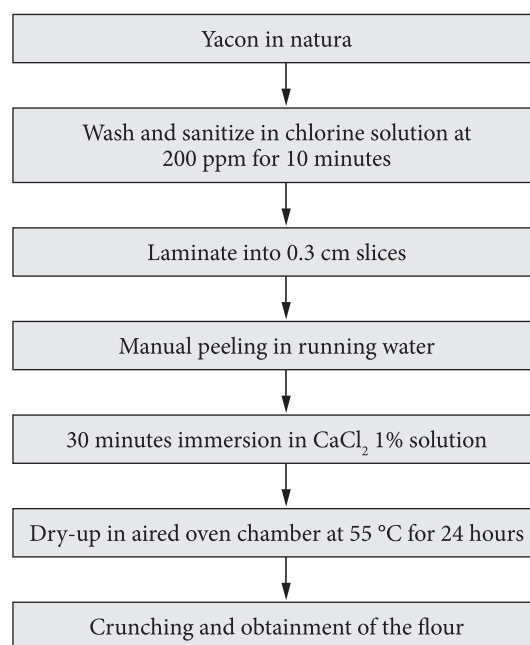 Yacon in natura
Wash and sanitize in chlorine solution at
200 ppm for 10 minutes
Laminate into 0.3 cm slices
Manual peeling in running water
30 minutes immersion in CaCl₂ 1% solution
Dry-up in aired oven chamber at 55 °C for 24 hours
Crunching and obtainment of the flour